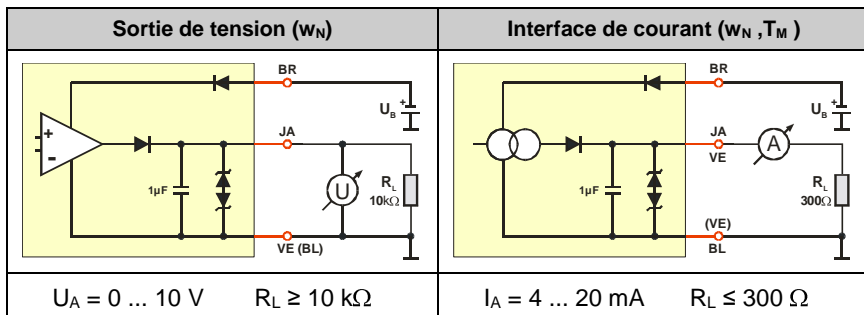 Sortie de tension (wN)
Interface de courant (wN ,TM )
BR
UB
+
+
-
JA
1µF
U
RL
10kΩ
VE (BL)
BR
UB
+
JA
VE
A
1µF
RL
300Ω
(VE)
BL
UA = 0 ... 10 V RL ≥ 10 kΩ
IA = 4 ... 20 mA RL ≤ 300 Ω